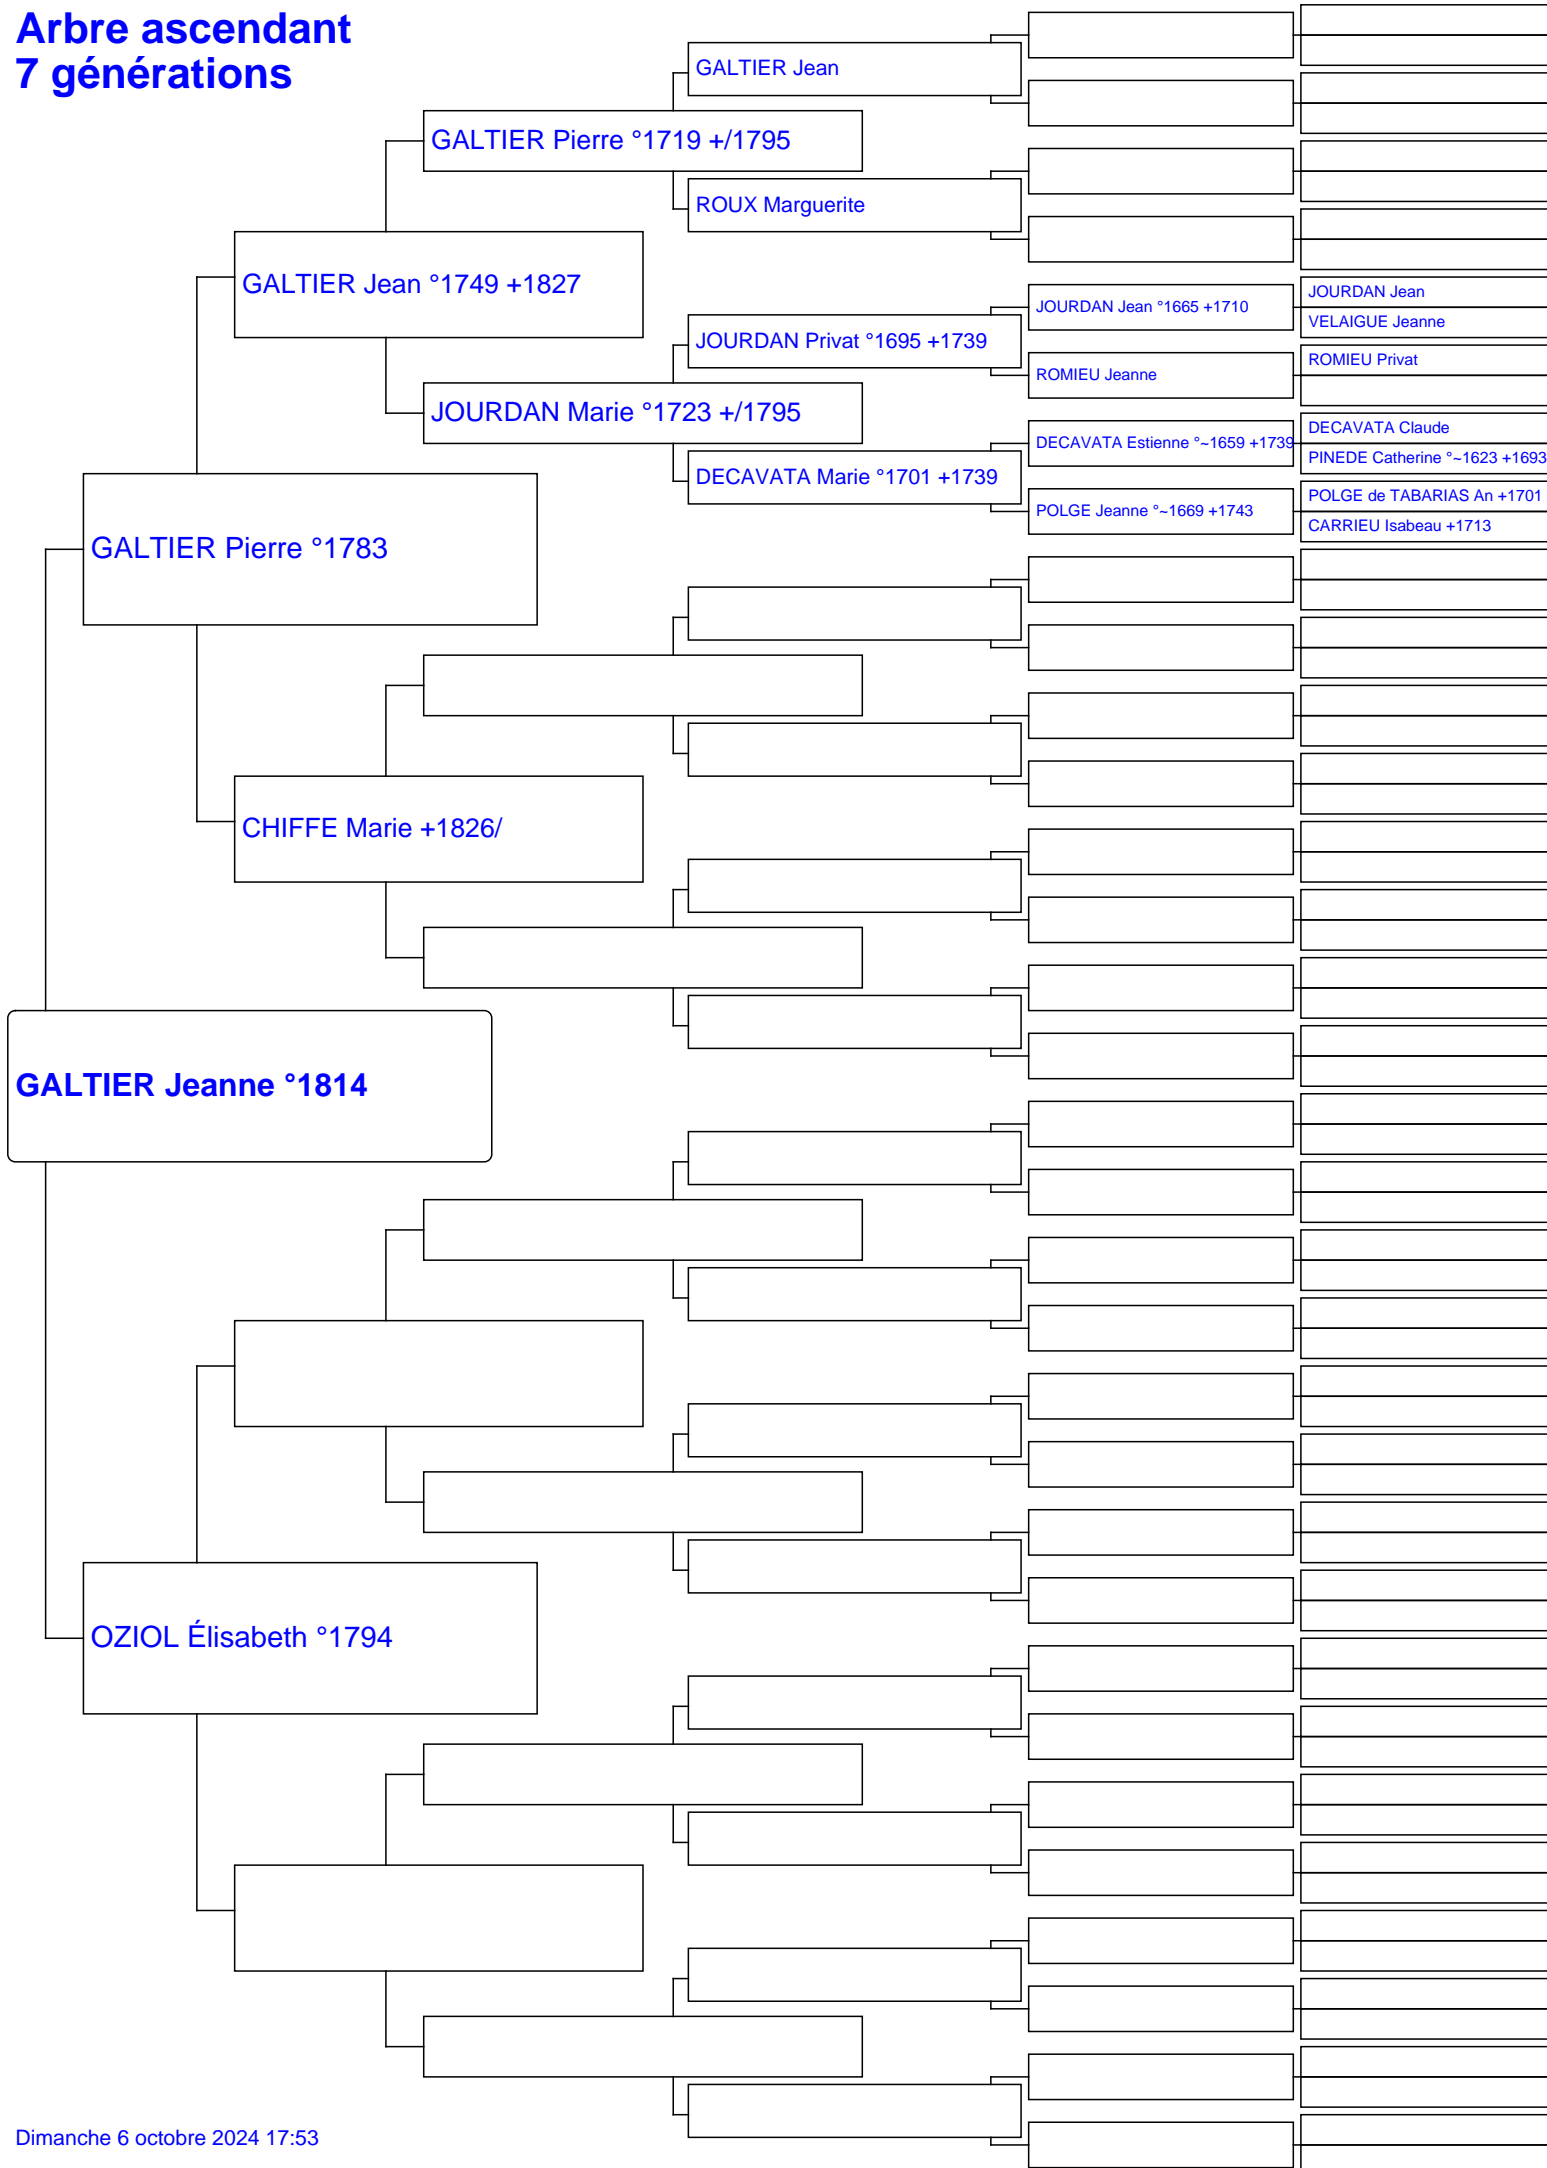 Arbre ascendant
7 générations
GALTIER Jean
GALTIER Pierre °1719 +/1795
ROUX Marguerite
GALTIER Jean °1749 +1827
JOURDAN Jean °1665 +1710
JOURDAN Jean
VELAIGUE Jeanne
JOURDAN Privat °1695 +1739
ROMIEU Jeanne
ROMIEU Privat
JOURDAN Marie °1723 +/1795
DECAVATA Estienne °~1659 +1739
DECAVATA Claude
PINEDE Catherine °~1623 +1693
DECAVATA Marie °1701 +1739
POLGE Jeanne °~1669 +1743
POLGE de TABARIAS An +1701
CARRIEU Isabeau +1713
GALTIER Pierre °1783
CHIFFE Marie +1826/
GALTIER Jeanne °1814
OZIOL Élisabeth °1794
Dimanche 6 octobre 2024 17:53